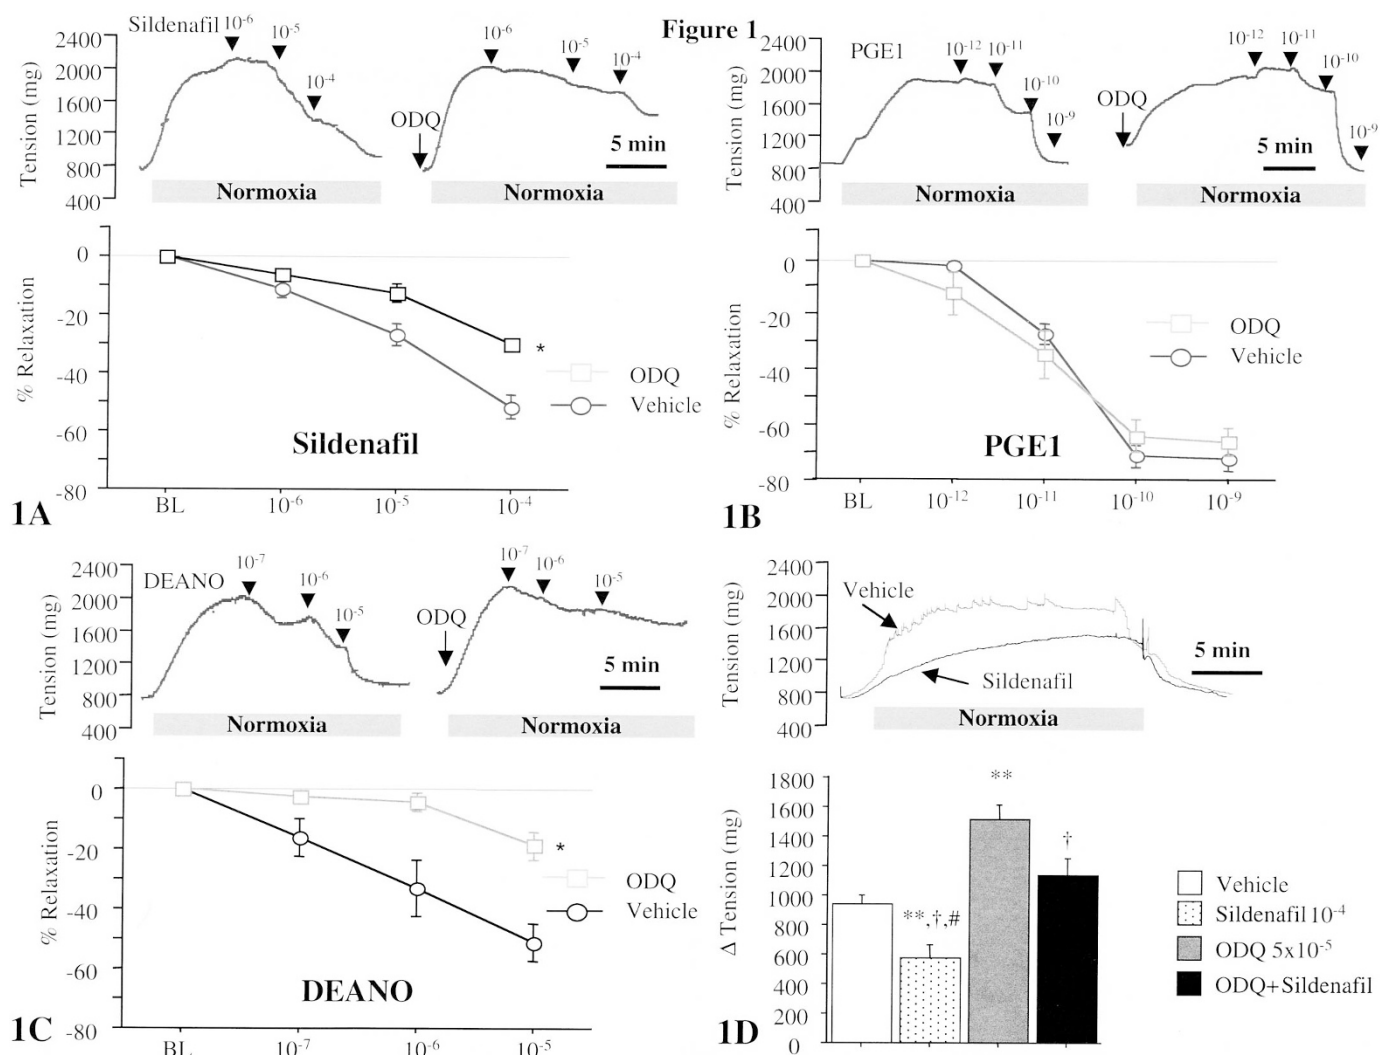 Figure 1
Sildenafil 10-6 10-5 10-4
10-6 10-5 10-4
2400
2000
1600
1200
800
400
Tension (mg)
ODQ
5 min
Normoxia
Normoxia
0
-20
-40
-60
-80
% Relaxation
*
ODQ
Vehicle
Sildenafil
BL 10-6 10-5 10-4
1A
PGE1 10-12 10-11 10-10 10-9
10-12 10-11 10-10 10-9
2400
2000
1600
1200
800
400
Tension (mg)
ODQ
5 min
Normoxia
Normoxia
0
-20
-40
-60
-80
% Relaxation
ODQ
Vehicle
PGE1
BL 10-12 10-11 10-10 10-9
1B
DEANO 10-7 10-6 10-5
10-7 10-6 10-5
2400
2000
1600
1200
800
400
Tension (mg)
ODQ
5 min
Normoxia
Normoxia
0
-20
-40
-60
-80
% Relaxation
*
ODQ
Vehicle
DEANO
BL 10-7 10-6 10-5
1C
2400
2000
1600
1200
800
400
Tension (mg)
Vehicle
Sildenafil
5 min
Normoxia
1800
1600
1400
1200
1000
800
600
400
200
0
Δ Tension (mg)
**,†,#
**
†
Vehicle
Sildenafil 10-4
ODQ 5x10-5
ODQ+Sildenafil
1D